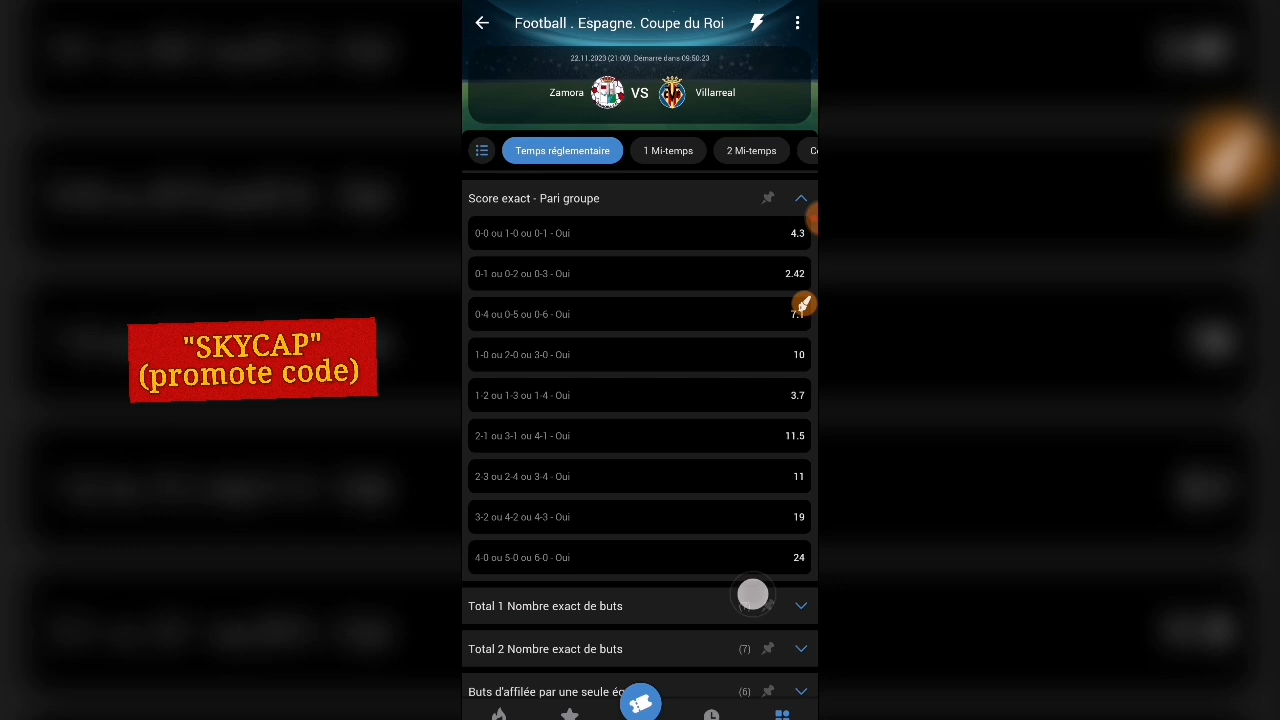 Football . Espagne. Coupe du Roi
22.11.2023 (21:00). Démarre dans 09:50:23
Zamora VS Villarreal
Temps réglementaire 1 Mi-temps 2 Mi-temps
Score exact - Pari groupe
0-0 ou 1-0 ou 0-1 - Oui 4.3
0-1 ou 0-2 ou 0-3 - Oui 2.42
0-4 ou 0-5 ou 0-6 - Oui 7.1
1-0 ou 2-0 ou 3-0 - Oui 10
1-2 ou 1-3 ou 1-4 - Oui 3.7
2-1 ou 3-1 ou 4-1 - Oui 11.5
2-3 ou 2-4 ou 3-4 - Oui 11
3-2 ou 4-2 ou 4-3 - Oui 19
4-0 ou 5-0 ou 6-0 - Oui 24
Total 1 Nombre exact de buts
Total 2 Nombre exact de buts (7)
Buts d'affilée par une seule (6)
"SKYCAP"
(promote code)